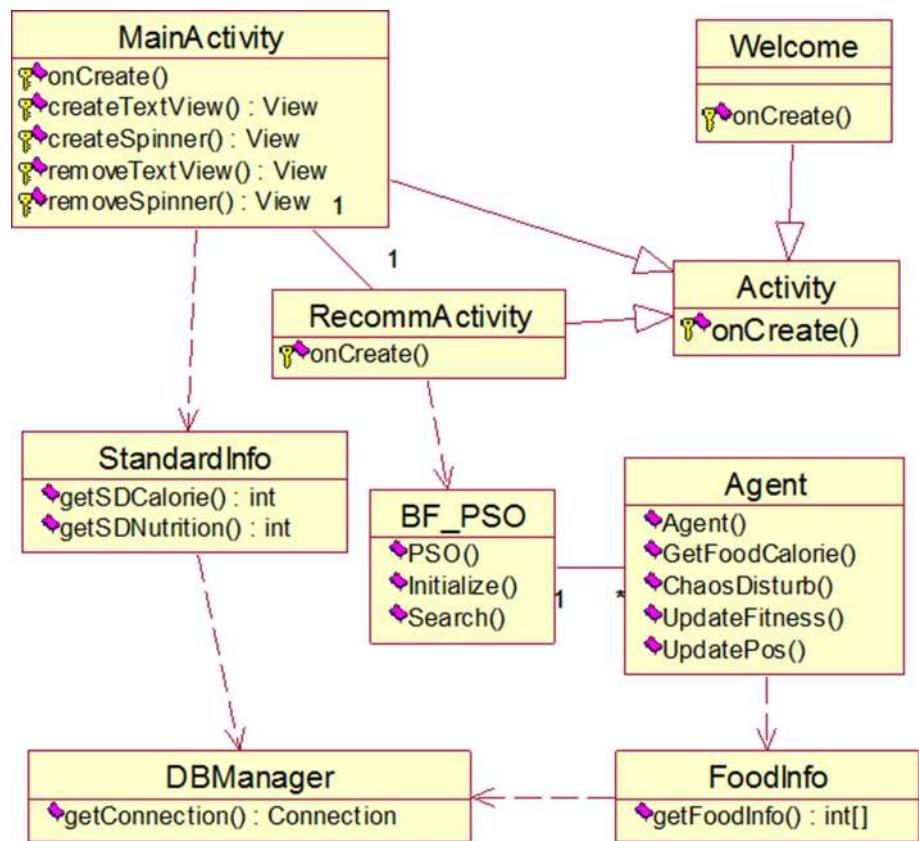 MainActivity
onCreate()
createTextView() : View
createSpinner() : View
removeTextView() : View
removeSpinner() : View
1
Welcome
onCreate()
1
Activity
onCreate()
RecommActivity
onCreate()
StandardInfo
getSDCalorie() : int
getSDNutrition() : int
BF_PSO
PSO()
Initialize()
Search()
1
*
Agent
Agent()
GetFoodCalorie()
ChaosDisturb()
UpdateFitness()
UpdatePos()
DBManager
getConnection() : Connection
FoodInfo
getFoodInfo() : int[]